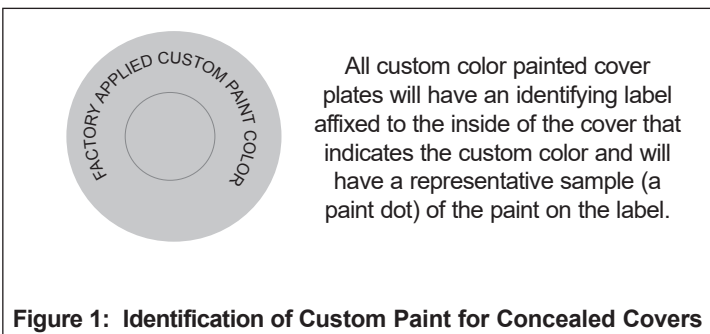 FACTORY APPLIED CUSTOM PAINT COLOR
All custom color painted cover
plates will have an identifying label
affixed to the inside of the cover that
indicates the custom color and will
have a representative sample (a
paint dot) of the paint on the label.
Figure 1: Identification of Custom Paint for Concealed Covers